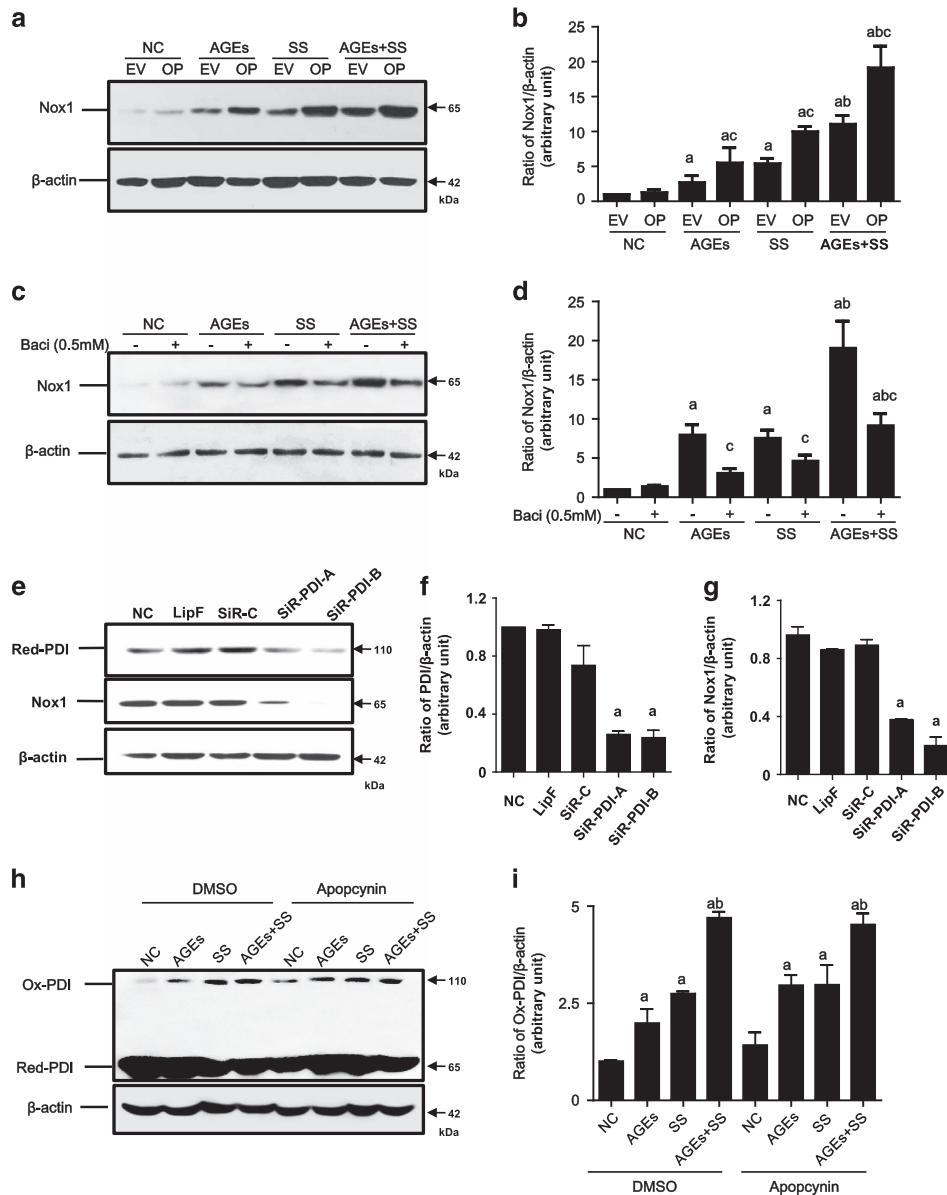 a
NC AGEs SS AGEs+SS
EV OP EV OP EV OP EV OP
Nox1
65
β-actin
42
kDa
b
Ratio of Nox1/β-actin
(arbitrary unit)
25
20
15
10
5
0
a
ac
a
ac
ab
abc
EV OP EV OP EV OP EV OP
NC AGEs SS AGEs+SS
c
NC AGEs SS AGEs+SS
Baci (0.5mM) - + - + - + - +
Nox1
65
β-actin
42
kDa
d
Ratio of Nox1/β-actin
(arbitrary unit)
25
20
15
10
5
0
a
c
a
c
ab
abc
Baci (0.5mM) - + - + - + - +
NC AGEs SS AGEs+SS
e
NC LipF SiR-C SiR-PDI-A SiR-PDI-B
Red-PDI
110
Nox1
65
β-actin
42
kDa
f
Ratio of PDI/β-actin
(arbitrary unit)
1.2
0.8
0.4
0
a
a
NC LipF SiR-C SiR-PDI-A SiR-PDI-B
g
Ratio of Nox1/β-actin
(arbitrary unit)
1.2
0.8
0.4
0
a
a
NC LipF SiR-C SiR-PDI-A SiR-PDI-B
h
DMSO Apopcynin
NC AGEs SS AGEs+SS NC AGEs SS AGEs+SS
Ox-PDI
110
Red-PDI
65
β-actin
42
kDa
i
Ratio of Ox-PDI/β-actin
(arbitrary unit)
5
2.5
0
a
a
ab
a
a
ab
NC AGEs SS AGEs+SS NC AGEs SS AGEs+SS
DMSO Apopcynin